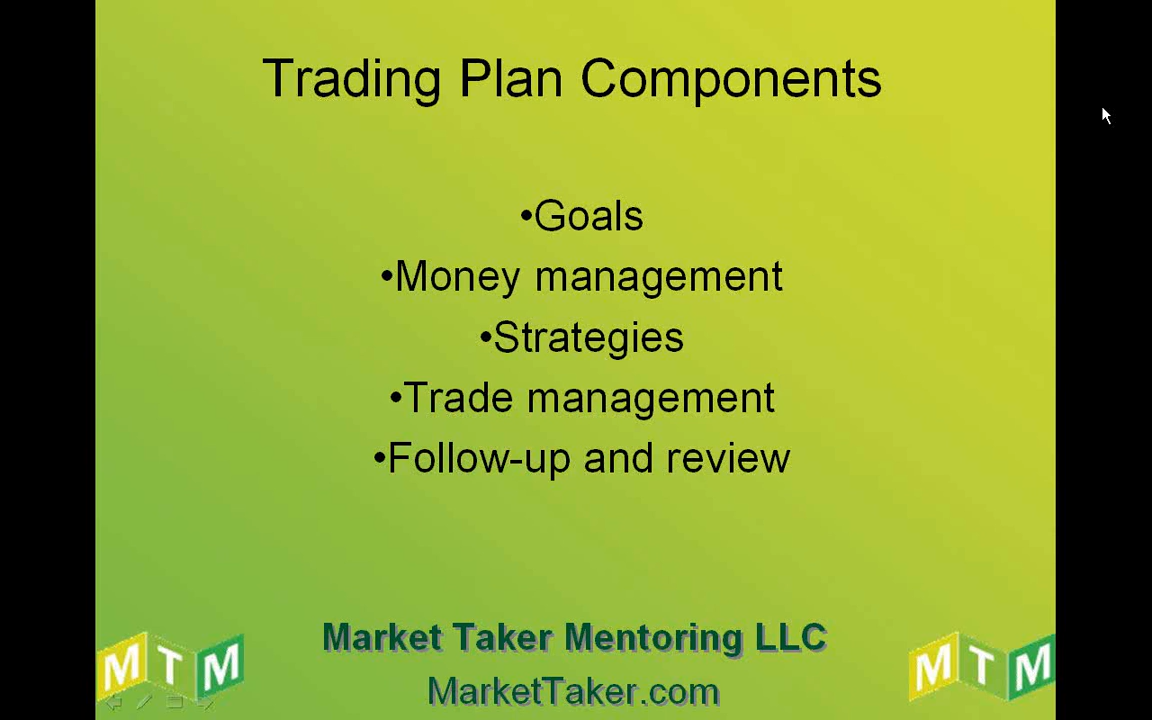 Trading Plan Components
•Goals
•Money management
•Strategies
•Trade management
•Follow-up and review
Market Taker Mentoring LLC
MarketTaker.com
MTM
MTM